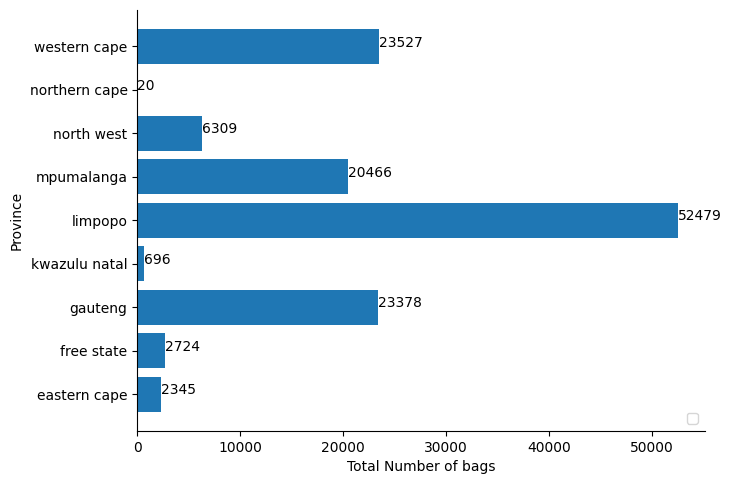 western cape 23527
northern cape 20
north west 6309
mpumalanga 20466
limpopo 52479
kwazulu natal 696
gauteng 23378
free state 2724
eastern cape 2345
Province
0 10000 20000 30000 40000 50000
Total Number of bags